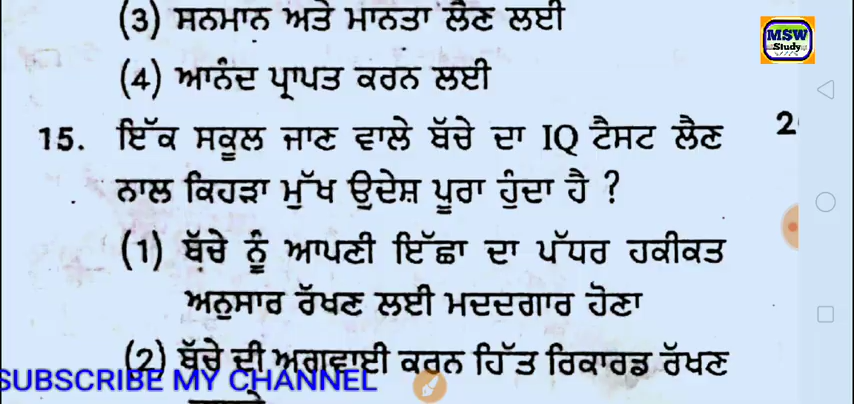 (3) ਸਨਮਾਨ ਅਤੇ ਮਾਨਤਾ ਲੈਣ ਲਈ
MSW
Study
(4) ਆਨੰਦ ਪ੍ਰਾਪਤ ਕਰਨ ਲਈ
15. ਇੱਕ ਸਕੂਲ ਜਾਣ ਵਾਲੇ ਬੱਚੇ ਦਾ IQ ਟੈਸਟ ਲੈਣ
ਨਾਲ ਕਿਹੜਾ ਮੁੱਖ ਉਦੇਸ਼ ਪੂਰਾ ਹੁੰਦਾ ਹੈ ?
(1) ਬੱਚੇ ਨੂੰ ਆਪਣੀ ਇੱਛਾ ਦਾ ਪੱਧਰ ਹਕੀਕਤ
ਅਨੁਸਾਰ ਰੱਖਣ ਲਈ ਮਦਦਗਾਰ ਹੋਣਾ
(2) ਬੱਚੇ ਦੀ ਅਗਵਾਈ ਕਰਨ ਹਿੱਤ ਰਿਕਾਰਡ ਰੱਖਣ
SUBSCRIBE MY CHANNEL